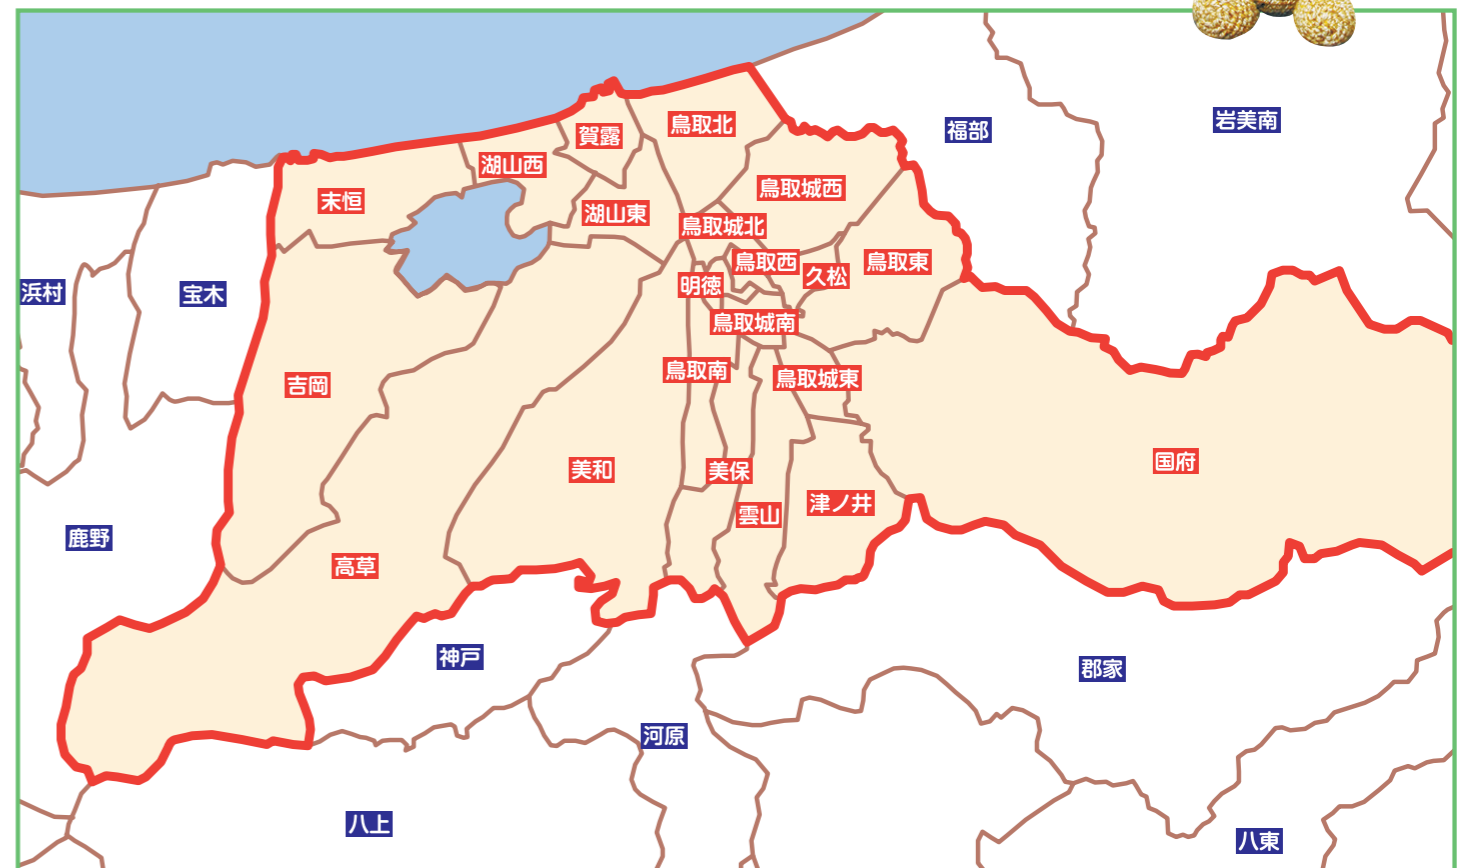 岩美南
福部
鳥取北
賀露
湖山西
鳥取城西
末恒
湖山東
鳥取城北
鳥取西
鳥取東
久松
明徳
浜村
宝木
鳥取城南
鳥取南
鳥取城東
吉岡
国府
美和
美保
津ノ井
雲山
鹿野
高草
神戸
郡家
河原
八上
八東